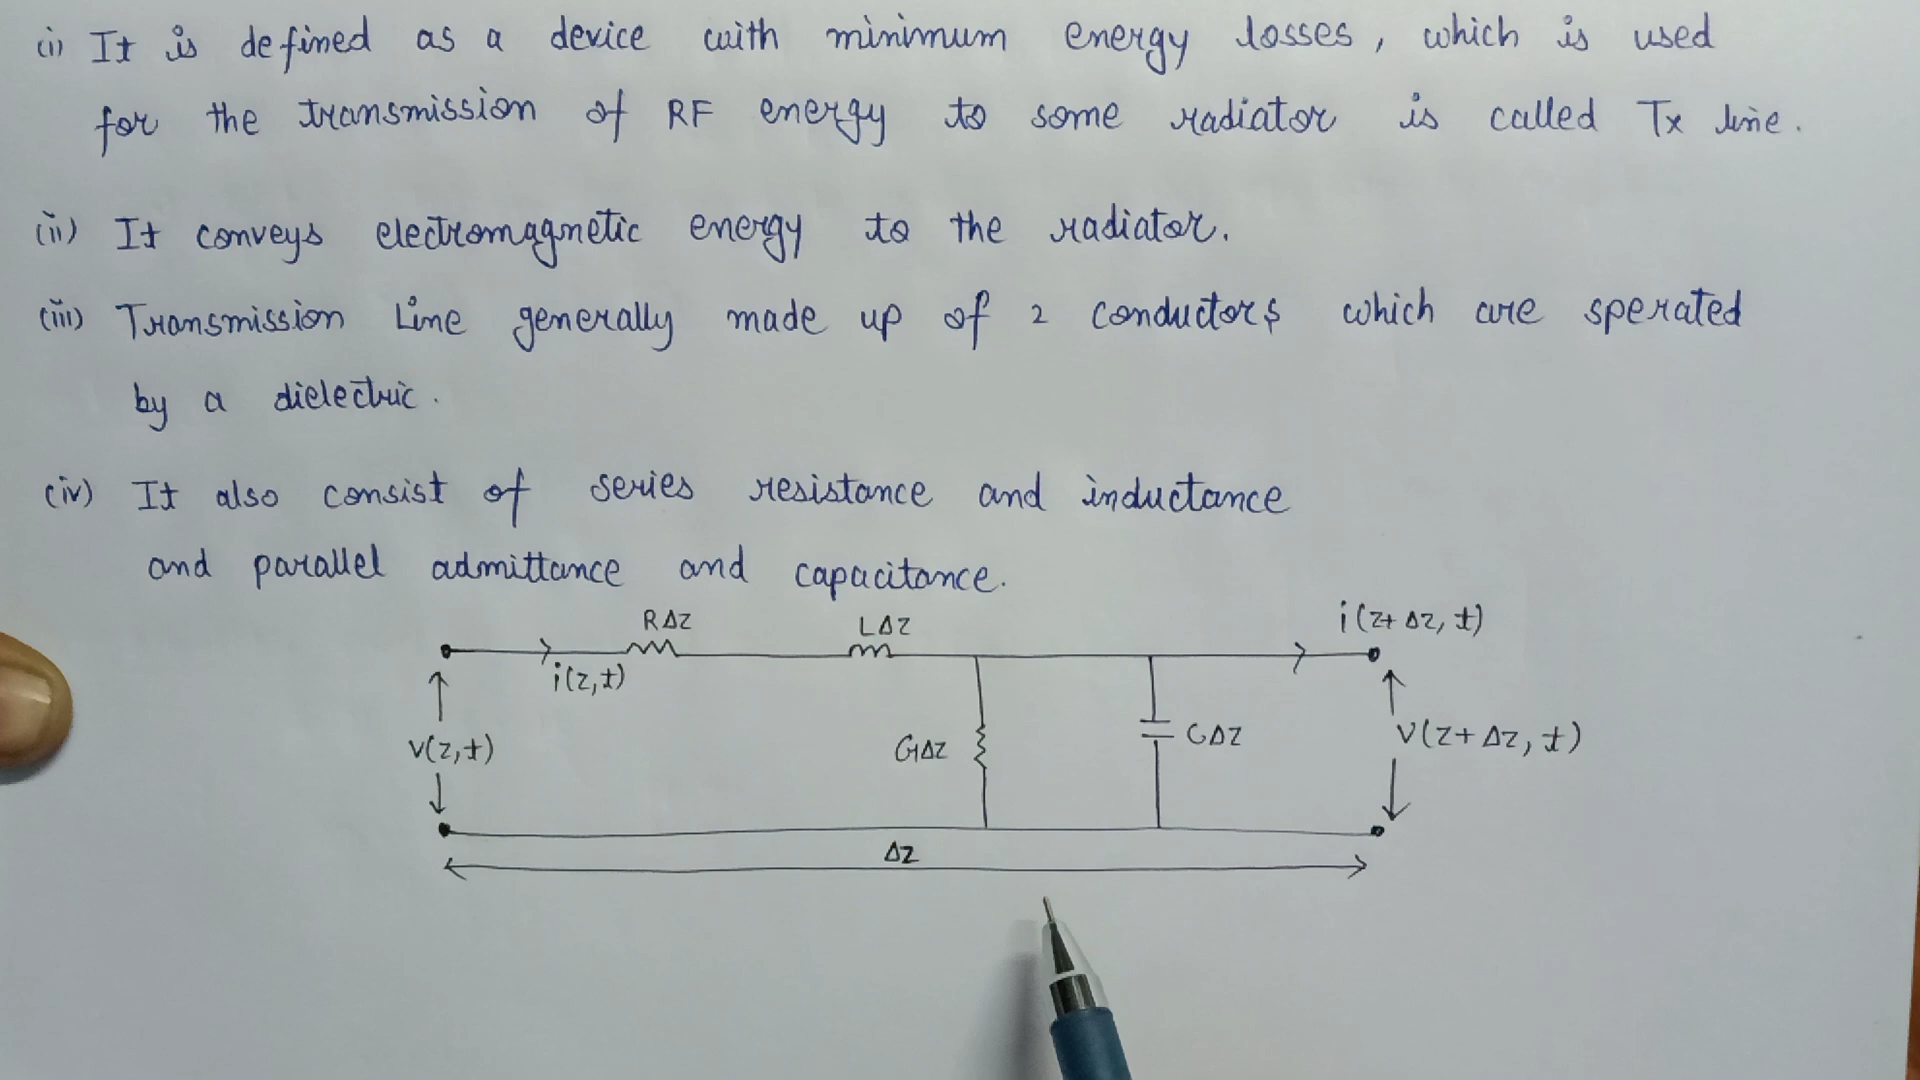 (i) It is defined as a device with minimum energy losses, which is used
for the transmission of RF energy to some radiator is called Tx line.
(ii) It conveys electromagnetic energy to the radiator.
(iii) Transmission Line generally made up of 2 conductors which are sperated
by a dielectric.
(iv) It also consist of series resistance and inductance
and parallel admittance and capacitance.
RΔZ
LΔZ
i(z+Δz, t)
i(z,t)
v(z,t)
GΔZ
CΔZ
V(z+Δz, t)
ΔZ